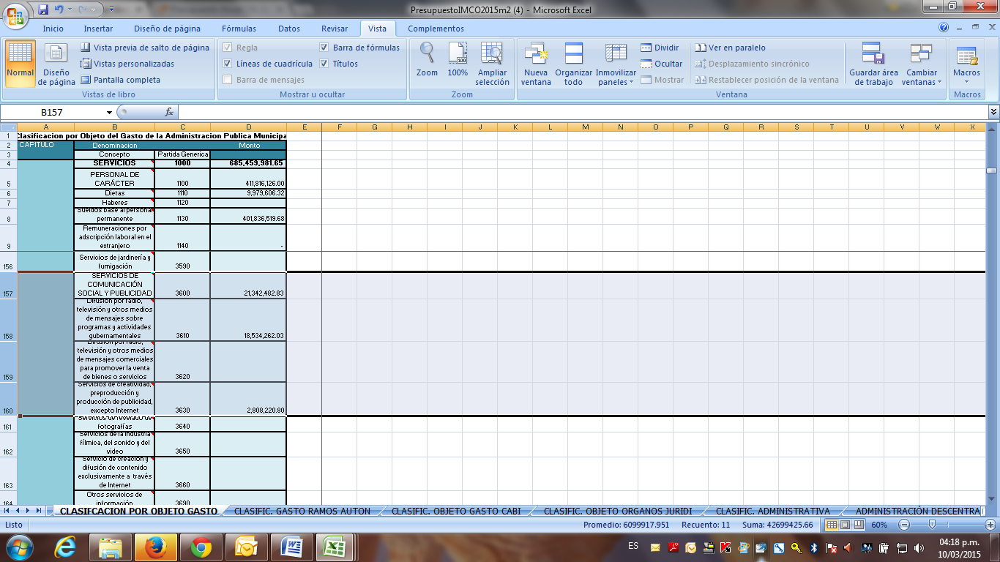 PresupuestoIMCO2015m2 (4) - Microsoft Excel
Inicio Insertar Diseño de página Fórmulas Datos Revisar Vista Complementos
Normal
Diseño de página
Vista previa de salto de página
Vistas personalizadas
Pantalla completa
Vistas de libro
Regla
Líneas de cuadrícula
Barra de mensajes
Barra de fórmulas
Títulos
Mostrar u ocultar
Zoom
100%
Ampliar selección
Zoom
Nueva ventana
Organizar todo
Inmovilizar paneles
Dividir
Ocultar
Mostrar
Ver en paralelo
Desplazamiento sincrónico
Restablecer posición de la ventana
Guardar área de trabajo
Cambiar ventanas
Ventana
Macros
Macros
B157 fx
A B C D E F G H I J K L M N O P Q R S T U V W X
1 Clasificacion por Objeto del Gasto de la Administracion Publica Municipa
2 CAPITULO Denominacion Monto
3 Concepto Partida Generica
4 SERVICIOS 1000 685,459,981.65
PERSONAL DE
5 CARÁCTER 1100 411,816,126.00
6 Dietas 1110 9,979,606.32
7 Haberes 1120
Sueldos base al personal
8 permanente 1130 401,836,519.68
Remuneraciones por
adscripción laboral en el
9 extranjero 1140 -
Servicios de jardinería y
156 fumigación 3590
SERVICIOS DE
COMUNICACIÓN
157 SOCIAL Y PUBLICIDAD 3600 21,342,482.83
Difusión por radio,
televisión y otros medios
de mensajes sobre
programas y actividades
158 gubernamentales 3610 18,534,262.03
Difusión por radio,
televisión y otros medios
de mensajes comerciales
para promover la venta
159 de bienes o servicios 3620
Servicios de creatividad,
preproducción y
producción de publicidad,
160 excepto Internet 3630 2,808,220.80
Servicios de revelado de
161 fotografías 3640
Servicios de la industria
fílmica, del sonido y del
162 video 3650
Servicio de creación y
difusión de contenido
exclusivamente a través
163 de Internet 3660
Otros servicios de
164 información 3690
CLASIFCACION POR OBJETO GASTO CLASIFIC. GASTO RAMOS AUTON CLASIFIC. OBJETO GASTO CABI CLASIFIC. OBJETO ORGANOS JURIDI CLASIFIC. ADMINISTRATIVA ADMINISTRACIÓN DESCENTRA
Listo Promedio: 6099917.951 Recuento: 11 Suma: 42699425.66 60%
ES 04:18 p.m.
10/03/2015